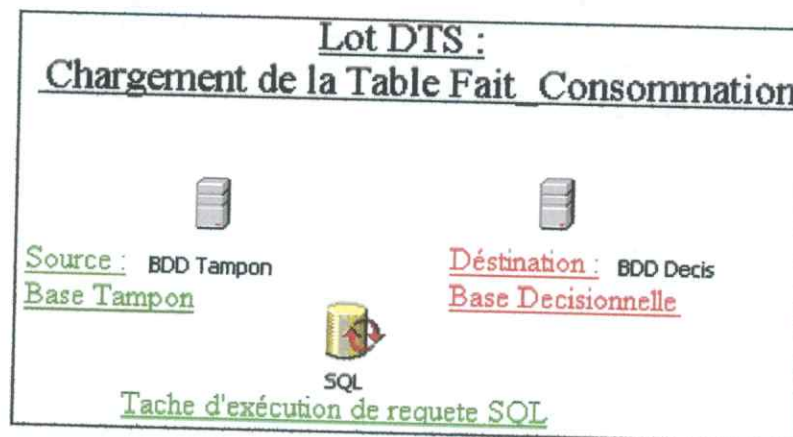 Lot DTS :
Chargement de la Table Fait_Consommation
Source : BDD Tampon
Base Tampon
Déstination : BDD Decis
Base Decisionnelle
SQL
Tache d'exécution de requete SQL